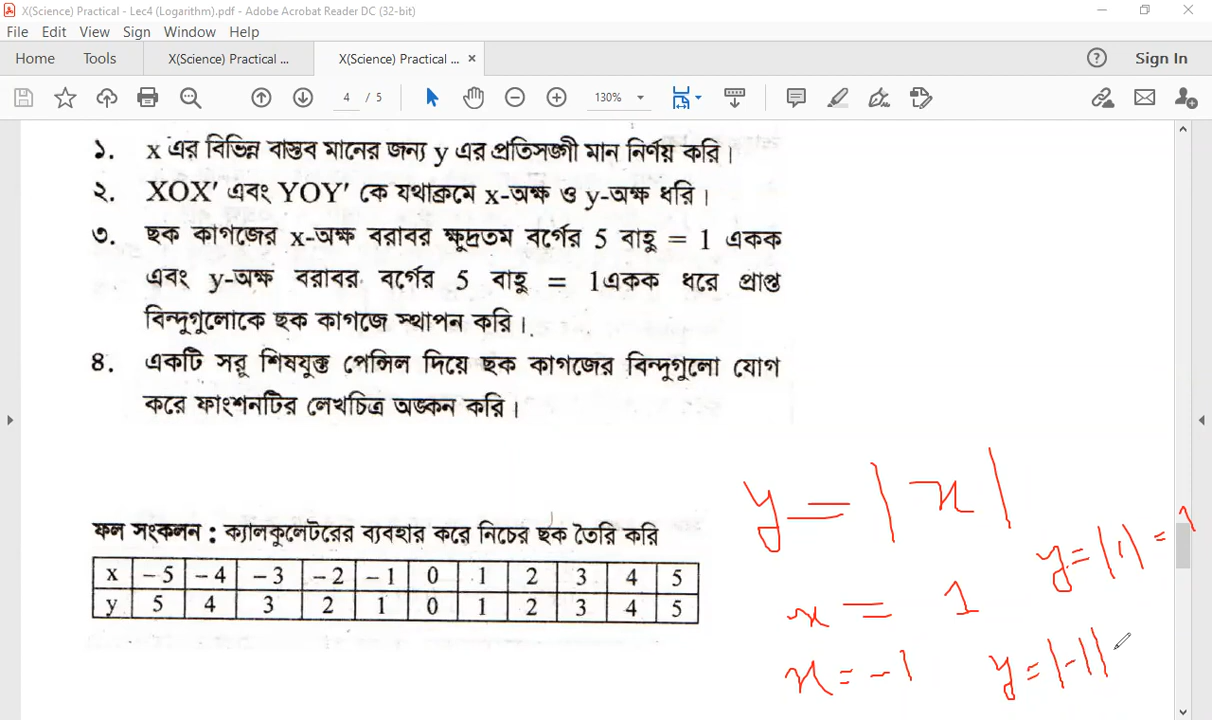 X(Science) Practical - Lec4 (Logarithm).pdf - Adobe Acrobat Reader DC (32-bit)
File Edit View Sign Window Help
Home Tools X(Science) Practical ... X(Science) Practical ... × ? Sign In
4 / 5 130%
১. x এর বিভিন্ন বাস্তব মানের জন্য y এর প্রতিসঙ্গী মান নির্ণয় করি।
২. XOX′ এবং YOY′ কে যথাক্রমে x-অক্ষ ও y-অক্ষ ধরি।
৩. ছক কাগজের x-অক্ষ বরাবর ক্ষুদ্রতম বর্গের 5 বাহু = 1 একক
এবং y-অক্ষ বরাবর বর্গের 5 বাহু = 1একক ধরে প্রাপ্ত
বিন্দুগুলোকে ছক কাগজে স্থাপন করি।
৪. একটি সরু শিষযুক্ত পেন্সিল দিয়ে ছক কাগজের বিন্দুগুলো যোগ
করে ফাংশনটির লেখচিত্র অঙ্কন করি।
y = |x|
y = |1| = 1
ফল সংকলন : ক্যালকুলেটরের ব্যবহার করে নিচের ছক তৈরি করি
x -5 -4 -3 -2 -1 0 1 2 3 4 5
y 5 4 3 2 1 0 1 2 3 4 5
x = 1
x = -1 y = |-1|